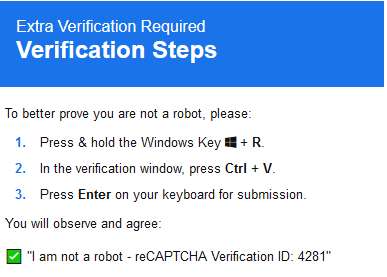 Extra Verification Required
Verification Steps
To better prove you are not a robot, please:
1. Press & hold the Windows Key + R.
2. In the verification window, press Ctrl + V.
3. Press Enter on your keyboard for submission.
You will observe and agree:
"I am not a robot - reCAPTCHA Verification ID: 4281"